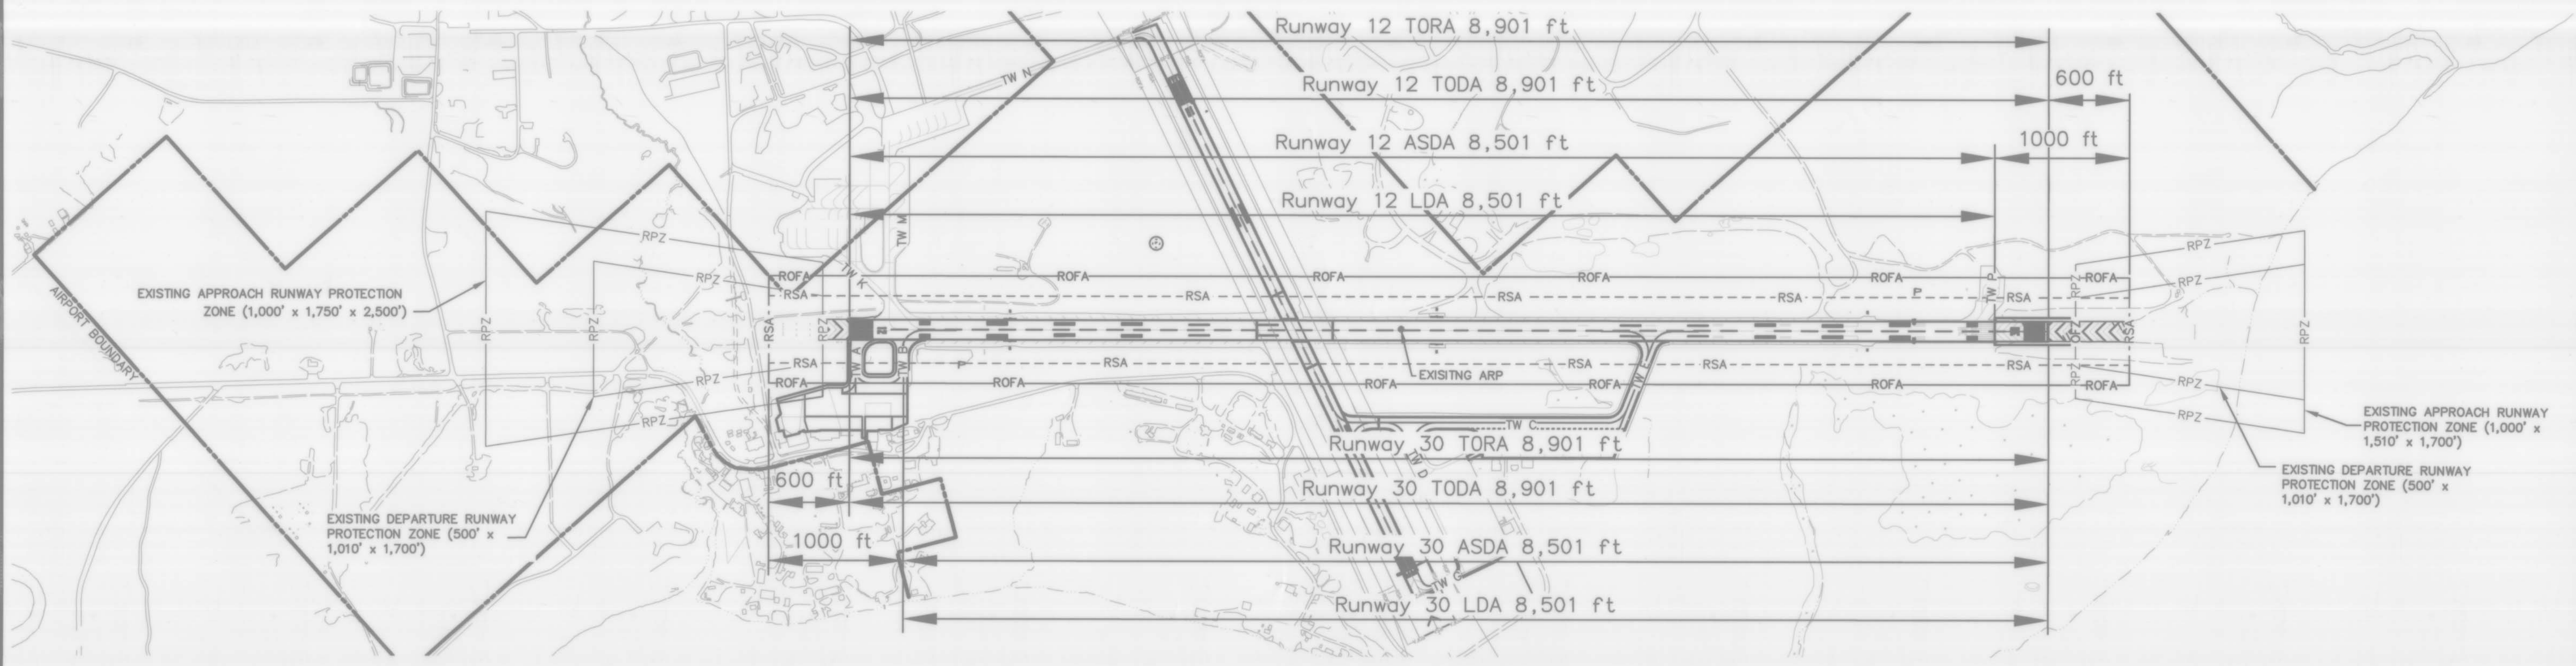 Runway 12 TORA 8,901 ft
Runway 12 TODA 8,901 ft
600 ft
Runway 12 ASDA 8,501 ft
1000 ft
Runway 12 LDA 8,501 ft
TW N
TW M
TW K
RPZ
RPZ
RPZ
RPZ
ROFA
ROFA
ROFA
ROFA
ROFA
ROFA
TW P
RPZ
EXISTING APPROACH RUNWAY PROTECTION
ZONE (1,000' x 1,750' x 2,500')
AIRPORT BOUNDARY
RSA
RSA
RSA
RSA
P
RSA
RPZ
RPZ
RSA
RPZ
TW A
TW B
OFZ
RSA
RPZ
RSA
P
RSA
RSA
RSA
RSA
RPZ
RPZ
RPZ
ROFA
ROFA
ROFA
EXISITNG ARP
ROFA
TW E
ROFA
RPZ
ROFA
RPZ
RPZ
TW C
EXISTING APPROACH RUNWAY
PROTECTION ZONE (1,000' x
1,510' x 1,700')
Runway 30 TORA 8,901 ft
TW D
600 ft
Runway 30 TODA 8,901 ft
EXISTING DEPARTURE RUNWAY
PROTECTION ZONE (500' x
1,010' x 1,700')
EXISTING DEPARTURE RUNWAY
PROTECTION ZONE (500' x
1,010' x 1,700')
1000 ft
Runway 30 ASDA 8,501 ft
TW G
Runway 30 LDA 8,501 ft